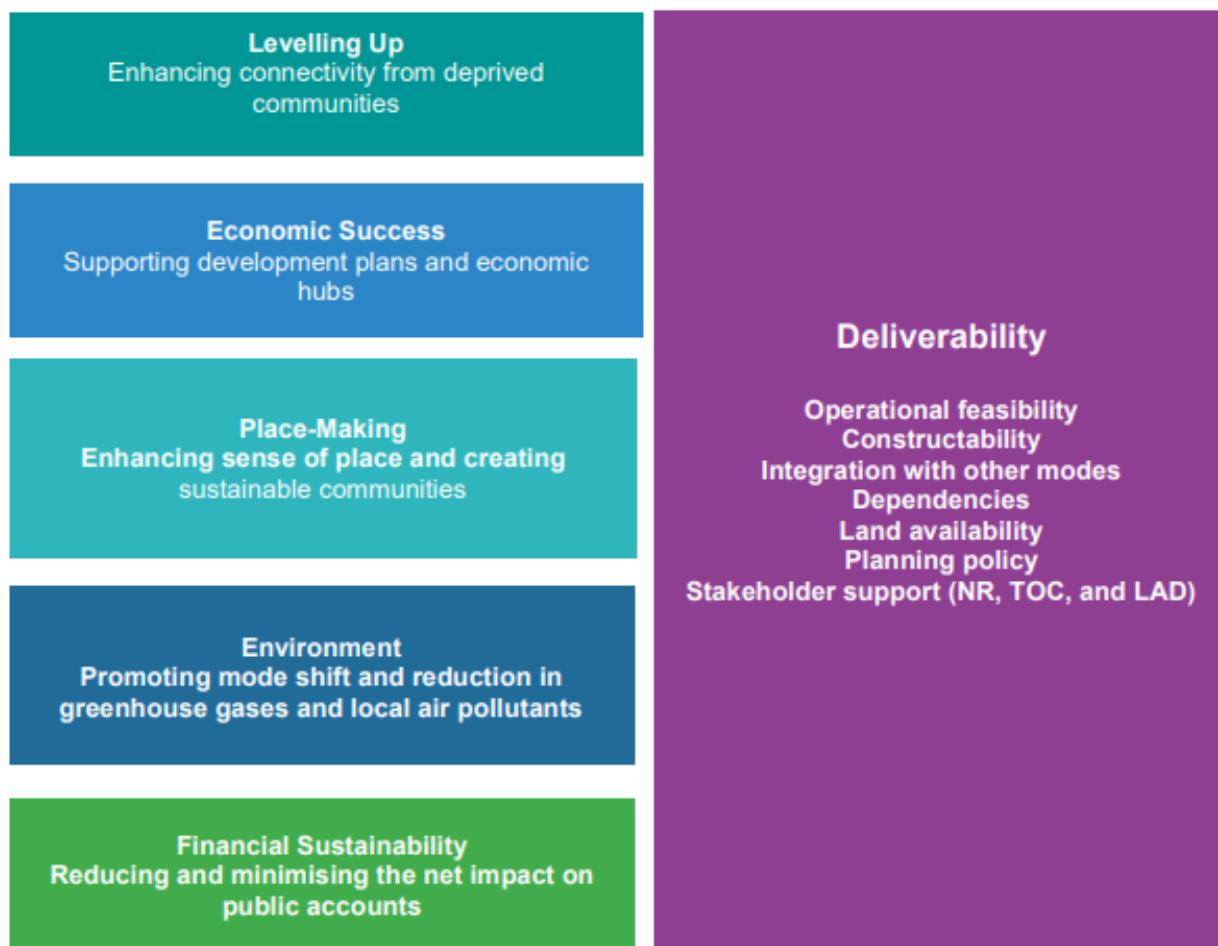 Levelling Up
Enhancing connectivity from deprived
communities
Economic Success
Supporting development plans and economic
hubs
Place-Making
Enhancing sense of place and creating
sustainable communities
Environment
Promoting mode shift and reduction in
greenhouse gases and local air pollutants
Financial Sustainability
Reducing and minimising the net impact on
public accounts
Deliverability
Operational feasibility
Constructability
Integration with other modes
Dependencies
Land availability
Planning policy
Stakeholder support (NR, TOC, and LAD)